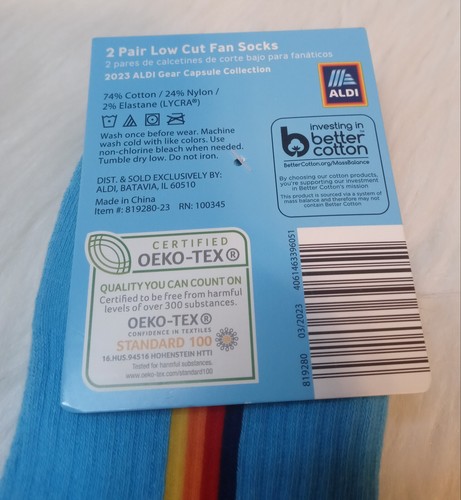 2 Pair Low Cut Fan Socks
2 pares de calcetines de corte bajo para fanáticos
2023 ALDI Gear Capsule Collection
74% Cotton / 24% Nylon /
2% Elastane (LYCRA®)
Wash once before wear. Machine
wash cold with like colors. Use
non-chlorine bleach when needed.
Tumble dry low. Do not iron.
DIST. & SOLD EXCLUSIVELY BY:
ALDI, BATAVIA, IL 60510
Made in China
Item #: 819280-23 RN: 100345
ALDI
investing in
better
cotton
BetterCotton.org/MassBalance
By choosing our cotton products,
you're supporting our investment
in Better Cotton's mission
This product is sourced via a system of
mass balance and therefore may not
contain Better Cotton
CERTIFIED
OEKO-TEX®
QUALITY YOU CAN COUNT ON
Certified to be free from harmful
levels of over 300 substances.
OEKO-TEX®
CONFIDENCE IN TEXTILES
STANDARD 100
16.HUS.94516 HOHENSTEIN HTTI
Tested for harmful substances.
www.oeko-tex.com/standard100
819280 03/2023 4061463396051